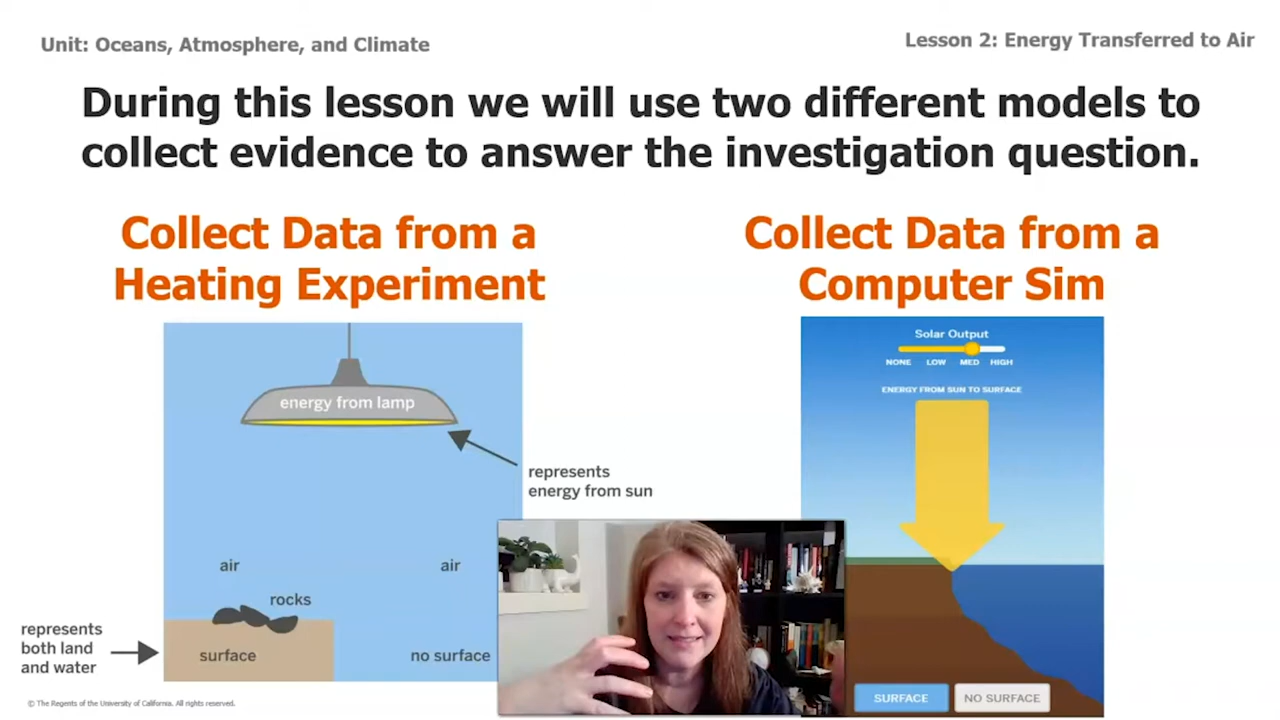 Unit: Oceans, Atmosphere, and Climate
Lesson 2: Energy Transferred to Air
During this lesson we will use two different models to
collect evidence to answer the investigation question.
Collect Data from a
Heating Experiment
energy from lamp
represents
energy from sun
air
air
rocks
represents
both land
and water
surface
no surface
© The Regents of the University of California. All rights reserved.
Collect Data from a
Computer Sim
Solar Output
NONE LOW MED HIGH
ENERGY FROM SUN TO SURFACE
SURFACE
NO SURFACE